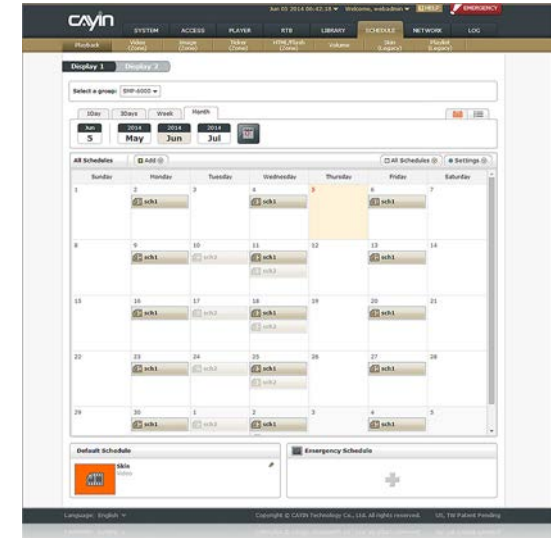 Jun 05 2014 06:42:18 Welcome, webadmin HELP EMERGENCY
CAYIN
SYSTEM ACCESS PLAYER RTB LIBRARY SCHEDULE NETWORK LOG
Playback Video (Zone) Image (Zone) Ticker (Zone) HTML/Flash (Zone) Volume Skin (Legacy) Playlist (Legacy)
Display 1 Display 2
Select a group: SMP-6000
1Day 3Days Week Month
Jun 5 2014 May 2014 Jun 2014 Jul
All Schedules Add All Schedules Settings
Sunday Monday Tuesday Wednesday Thursday Friday Saturday
1 2 3 4 5 6 7
sch1 sch1 sch1
8 9 10 11 12 13 14
sch1 sch2 sch1 sch1
sch2
15 16 17 18 19 20 21
sch1 sch2 sch1 sch1
sch2
22 23 24 25 26 27 28
sch1 sch2 sch1 sch1
sch2
29 30 1 2 3 4 5
sch1 sch2 sch1 sch1
Default Schedule Emergency Schedule
Skin
Video
Language: English Copyright © CAYIN Technology Co., Ltd. All rights reserved. US, TW Patent Pending